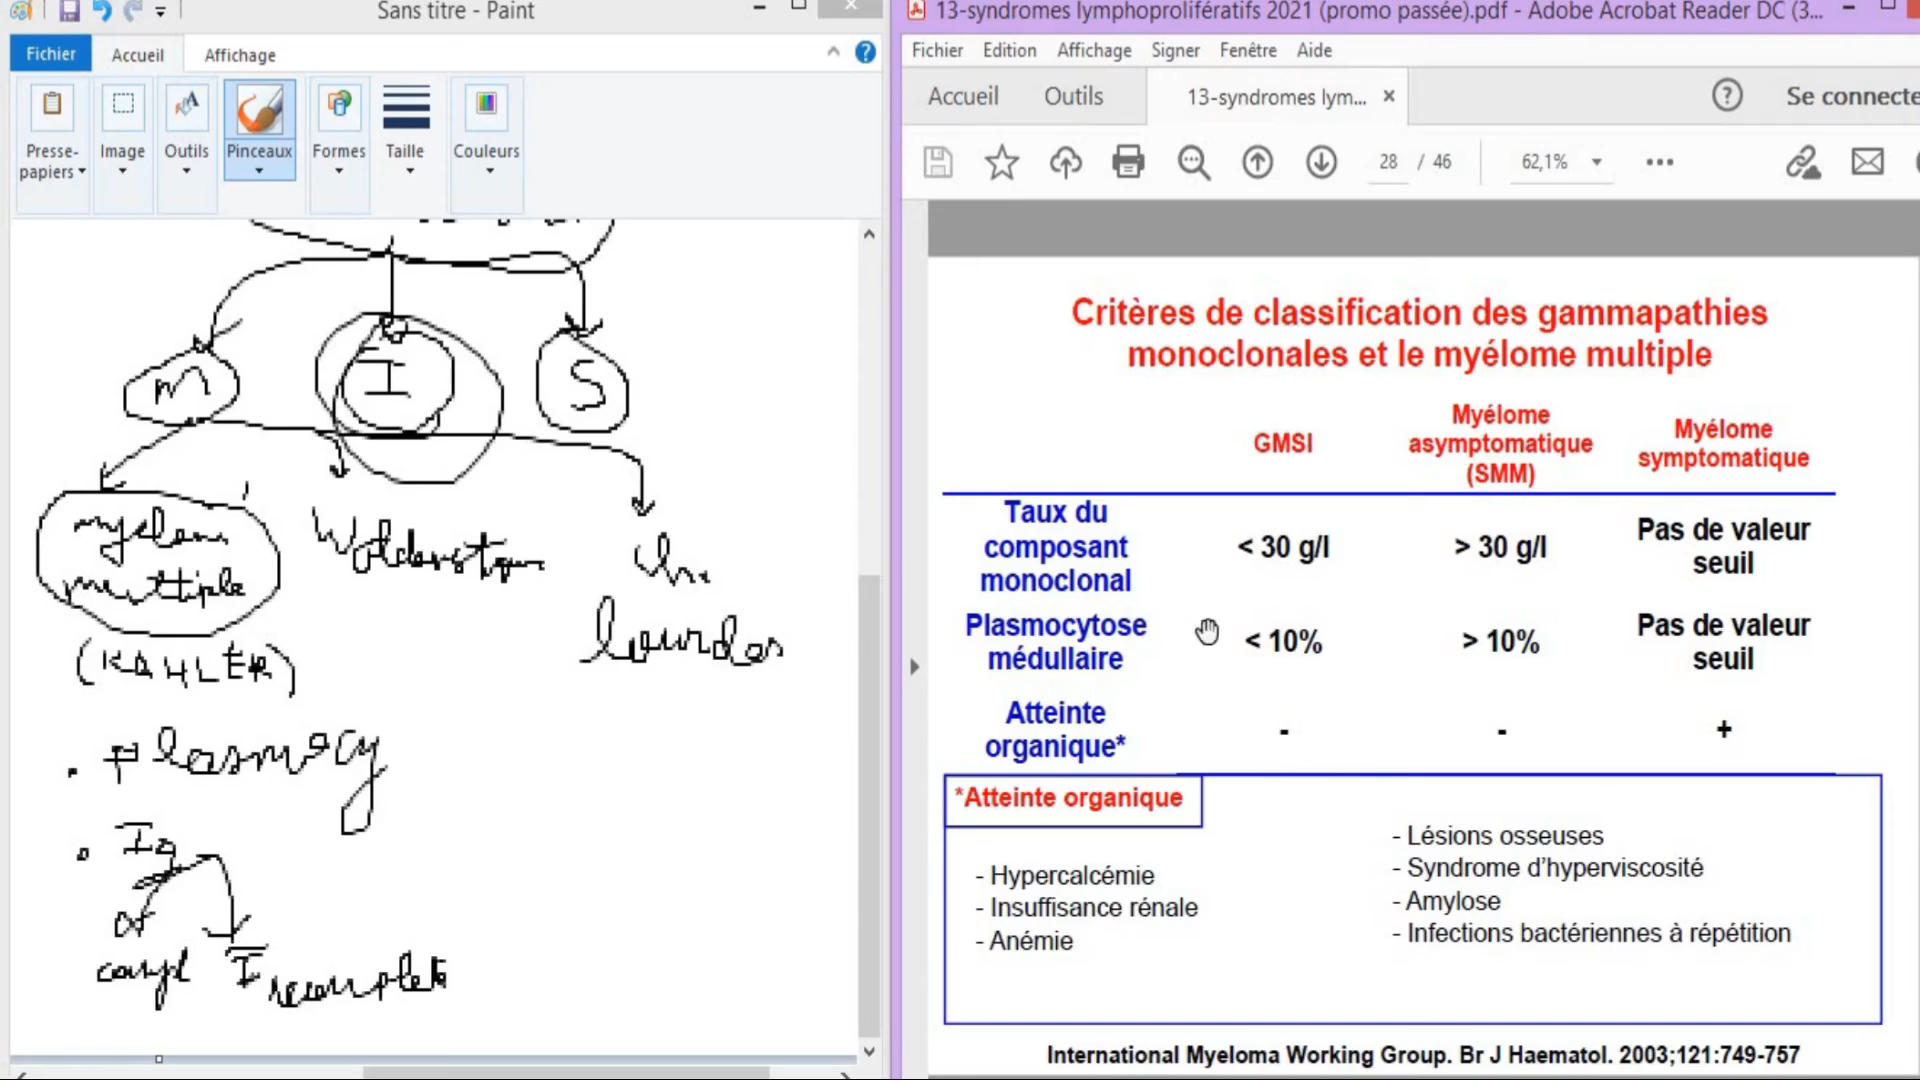 Sans titre - Paint
Fichier
Accueil
Affichage
Presse-
papiers
Image
Outils
Pinceaux
Formes
Taille
Couleurs
M
I
S
myelome
multiple
(KAHLER)
chs
lourdes
. plasmocy
. Ig
compl
Incomplete
13-syndromes lymphoprolifératifs 2021 (promo passée).pdf - Adobe Acrobat Reader DC (3...
Fichier Edition Affichage Signer Fenêtre Aide
Accueil
Outils
13-syndromes lym...
Se connecte
28 / 46
62,1%
Critères de classification des gammapathies
monoclonales et le myélome multiple
GMSI
Myélome
asymptomatique
(SMM)
Myélome
symptomatique
Taux du
composant
monoclonal
< 30 g/l
> 30 g/l
Pas de valeur
seuil
Plasmocytose
médullaire
< 10%
> 10%
Pas de valeur
seuil
Atteinte
organique*
-
-
+
*Atteinte organique
- Hypercalcémie
- Insuffisance rénale
- Anémie
- Lésions osseuses
- Syndrome d'hyperviscosité
- Amylose
- Infections bactériennes à répétition
International Myeloma Working Group. Br J Haematol. 2003;121:749-757